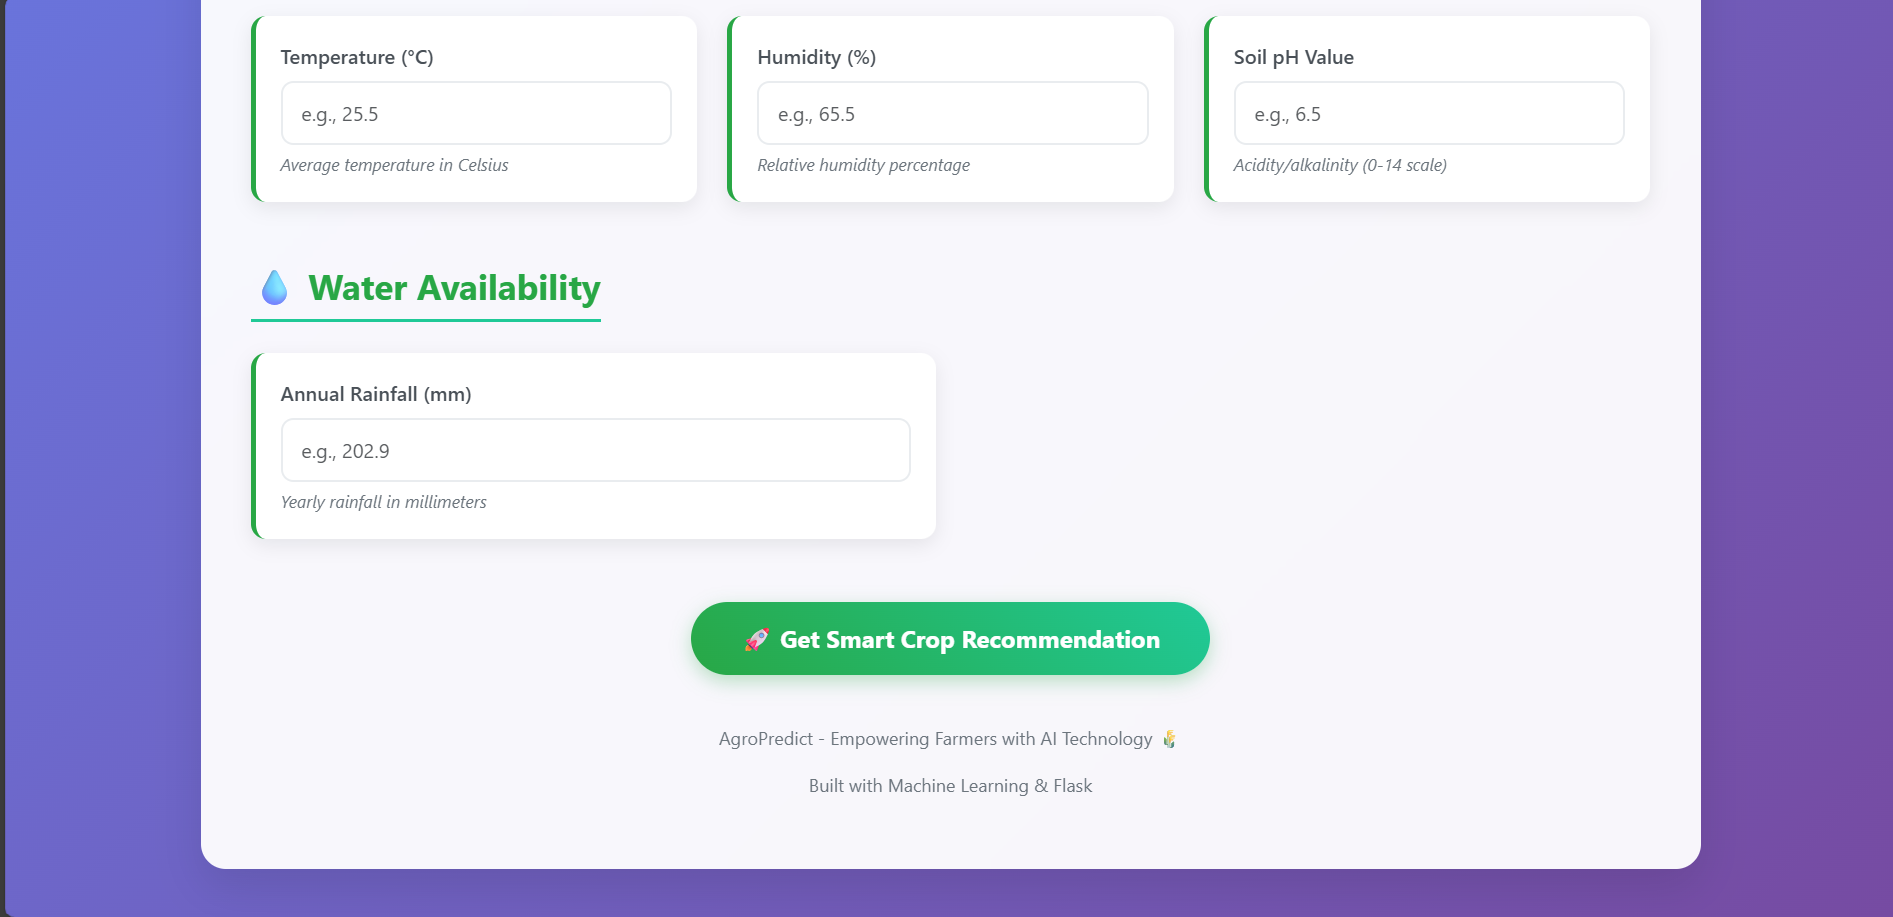 Temperature (°C)
Humidity (%)
Soil pH Value
e.g., 25.5
e.g., 65.5
e.g., 6.5
Average temperature in Celsius
Relative humidity percentage
Acidity/alkalinity (0-14 scale)
💧 Water Availability
Annual Rainfall (mm)
e.g., 202.9
Yearly rainfall in millimeters
🚀 Get Smart Crop Recommendation
AgroPredict - Empowering Farmers with AI Technology 🌾
Built with Machine Learning & Flask